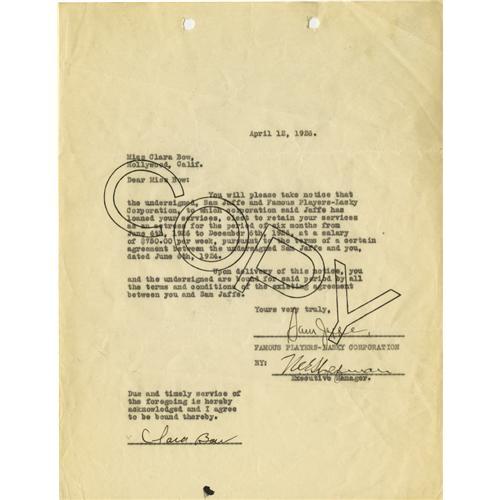 April 12, 1926.
Miss Clara Bow,
Hollywood, Calif.
Dear Miss Bow:
You will please take notice that
the undersigned, Sam Jaffe and Famous Players-Lasky
Corporation, to which corporation said Jaffe has
loaned your services, elect to retain your services
as an actress for the period of six months from
June 6th, 1926 to December 6th, 1926, at a salary
of $750.00 per week, pursuant to the terms of a certain
agreement between the undersigned Sam Jaffe and you,
dated June 6th, 1924.
Upon delivery of this notice, you
and the undersigned are bound for said period by all
the terms and conditions of the existing agreement
between you and Sam Jaffe.
Yours very truly,
Sam Jaffe,
FAMOUS PLAYERS-LASKY CORPORATION
BY:
Executive Manager.
Due and timely service of
the foregoing is hereby
acknowledged and I agree
to be bound thereby.
Clara Bow
COPY